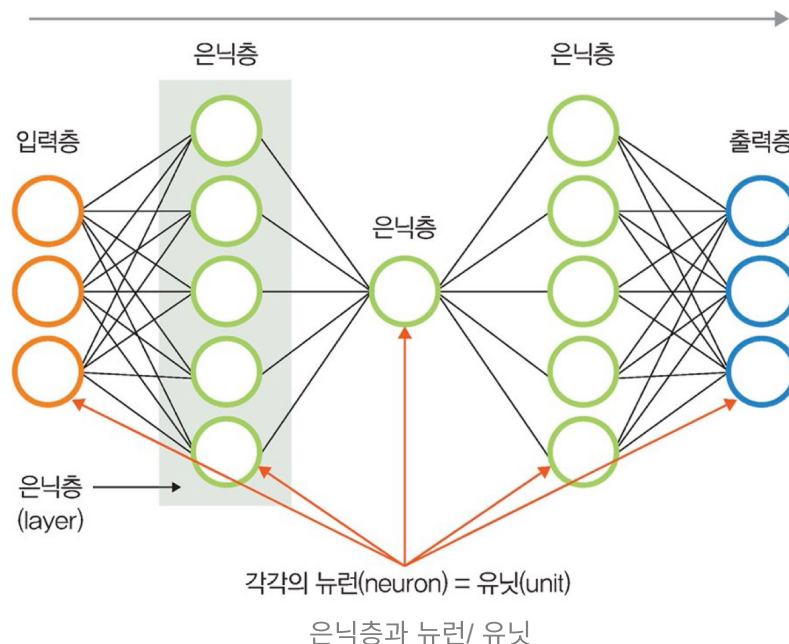 은닉층
은닉층
입력층
출력층
은닉층
은닉층
(layer)
각각의 뉴런(neuron) = 유닛(unit)
은닉층과 뉴런/ 유닛